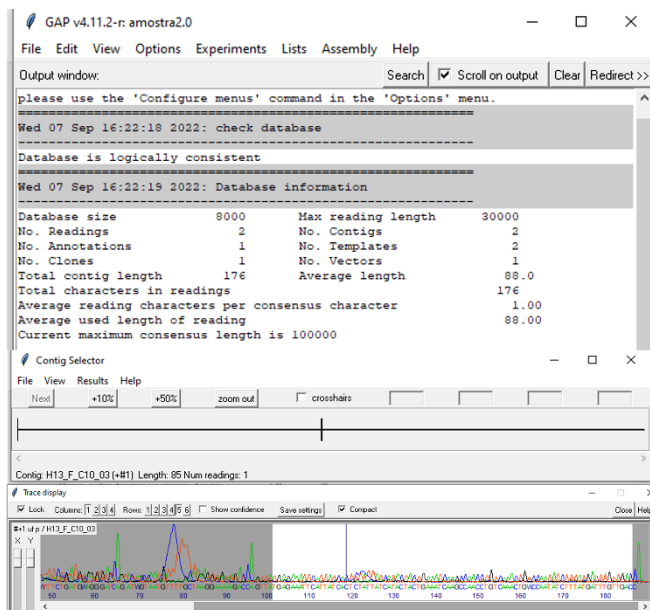 GAP v4.11.2-r: amostra2.0
File Edit View Options Experiments Lists Assembly Help
Output window: Search Scroll on output Clear Redirect >>
please use the 'Configure menus' command in the 'Options' menu.
Wed 07 Sep 16:22:18 2022: check database
Database is logically consistent
Wed 07 Sep 16:22:19 2022: Database information
Database size 8000 Max reading length 30000
No. Readings 2 No. Contigs 2
No. Annotations 1 No. Templates 2
No. Clones 1 No. Vectors 1
Total contig length 176 Average length 88.0
Total characters in readings 176
Average reading characters per consensus character 1.00
Average used length of reading 88.00
Current maximum consensus length is 100000
Contig Selector
File View Results Help
Next +10% +50% zoom out crosshairs
Contig: H13_F_C10_03 (+#1) Length: 85 Num readings: 1
Trace display
Lock Columns: 1 2 3 4 Rows: 1 2 3 4 5 6 Show confidence Save settings Compact Close Help
#+1 uf p / H13_F_C10_03
X Y
50 60 70 80 90 100 110 120 130 140 150 160 170 180